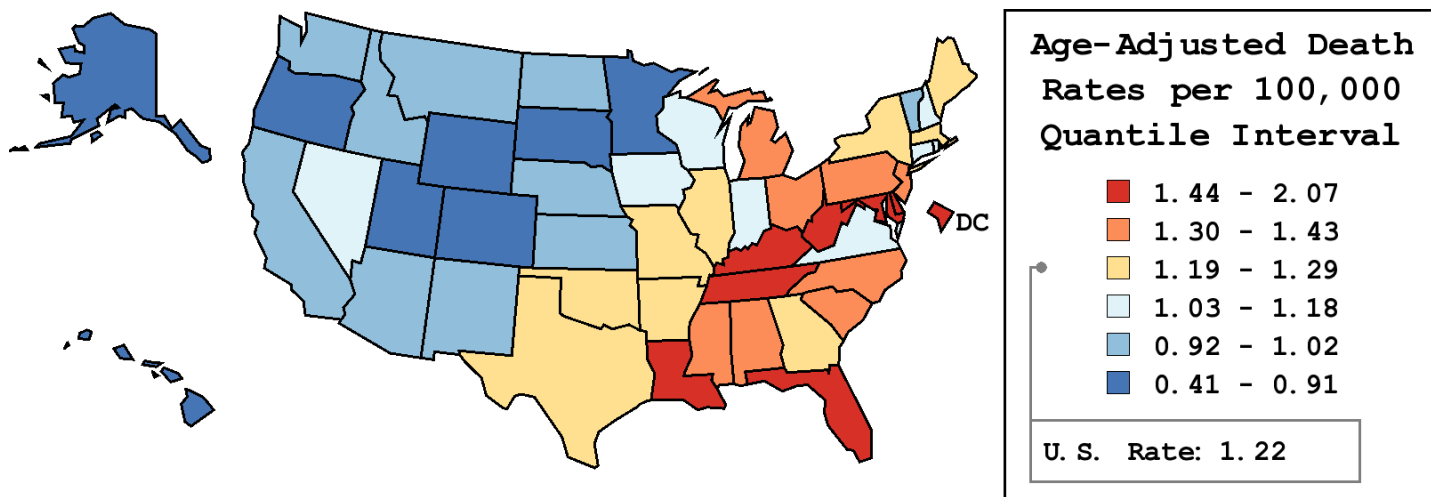 DC
Age-Adjusted Death
Rates per 100,000
Quantile Interval
1.44 - 2.07
1.30 - 1.43
1.19 - 1.29
1.03 - 1.18
0.92 - 1.02
0.41 - 0.91
U.S. Rate: 1.22